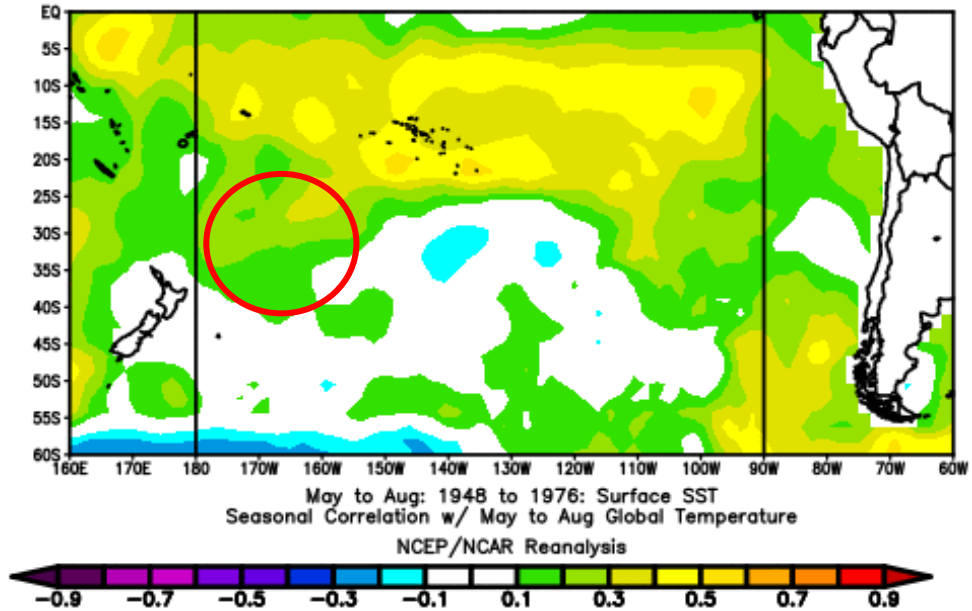 EQ
5S
10S
15S
20S
25S
30S
35S
40S
45S
50S
55S
60S
160E 170E 180 170W 160W 150W 140W 130W 120W 110W 100W 90W 80W 70W 60W
May to Aug: 1948 to 1976: Surface SST
Seasonal Correlation w/ May to Aug Global Temperature
NCEP/NCAR Reanalysis
-0.9 -0.7 -0.5 -0.3 -0.1 0.1 0.3 0.5 0.7 0.9